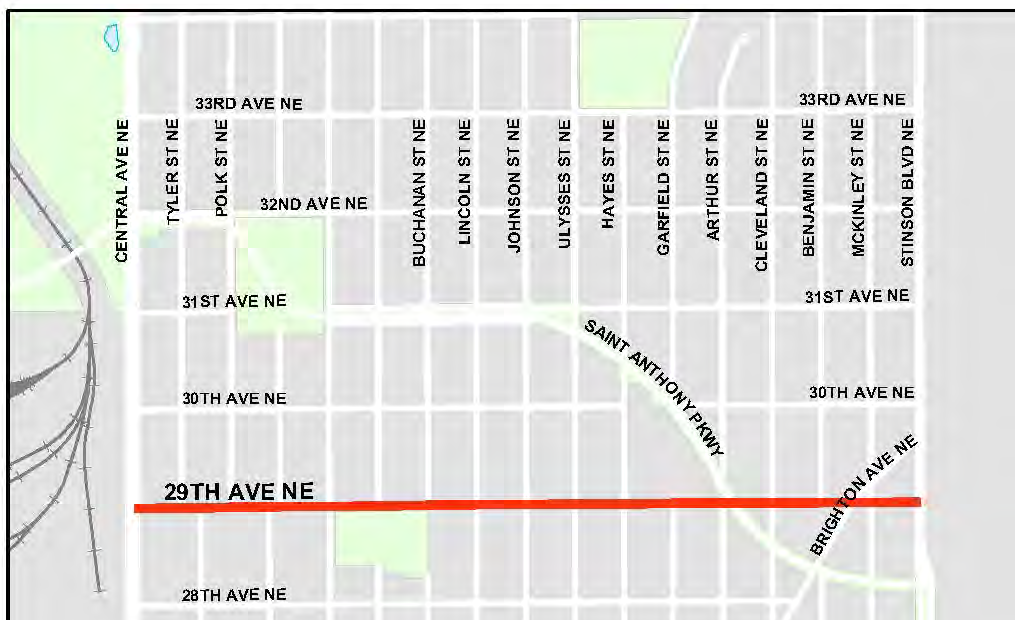 33RD AVE NE
33RD AVE NE
CENTRAL AVE NE
TYLER ST NE
POLK ST NE
BUCHANAN ST NE
LINCOLN ST NE
JOHNSON ST NE
ULYSSES ST NE
HAYES ST NE
GARFIELD ST NE
ARTHUR ST NE
CLEVELAND ST NE
BENJAMIN ST NE
MCKINLEY ST NE
STINSON BLVD NE
32ND AVE NE
31ST AVE NE
31ST AVE NE
SAINT ANTHONY PKWY
30TH AVE NE
30TH AVE NE
BRIGHTON AVE NE
29TH AVE NE
28TH AVE NE